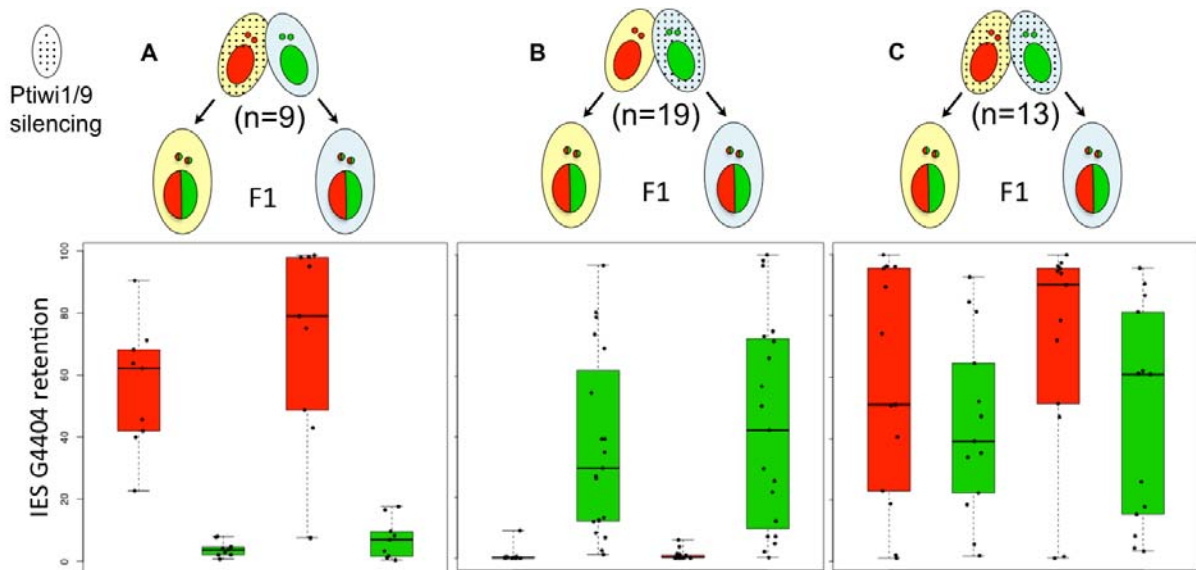 A
B
C
Ptiwi1/9
silencing
(n=9)
(n=19)
(n=13)
F1
F1
F1
IES G4404 retention
100
80
60
40
20
0